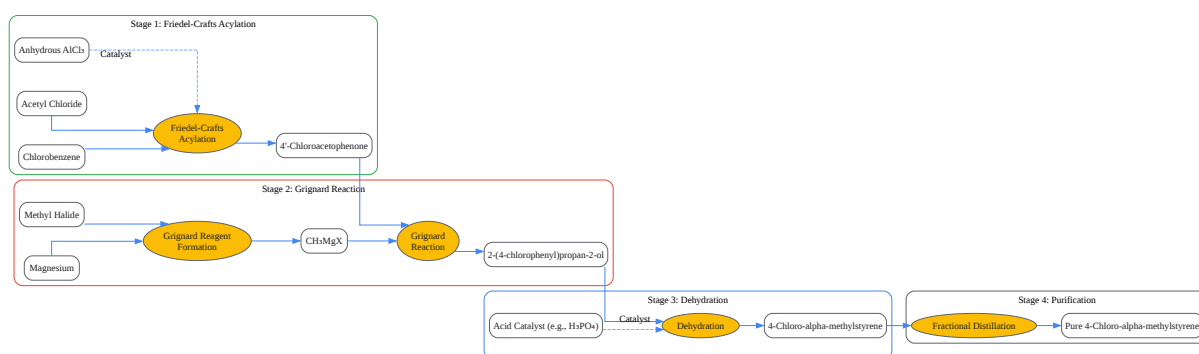 Stage 1: Friedel-Crafts Acylation
Anhydrous AlCl₃
Catalyst
Acetyl Chloride
Friedel-Crafts
Acylation
Chlorobenzene
4'-Chloroacetophenone
Stage 2: Grignard Reaction
Methyl Halide
Grignard Reagent
Formation
Magnesium
CH₃MgX
Grignard
Reaction
2-(4-chlorophenyl)propan-2-ol
Stage 3: Dehydration
Acid Catalyst (e.g., H₃PO₄)
Catalyst
Dehydration
4-Chloro-alpha-methylstyrene
Stage 4: Purification
Fractional Distillation
Pure 4-Chloro-alpha-methylstyrene